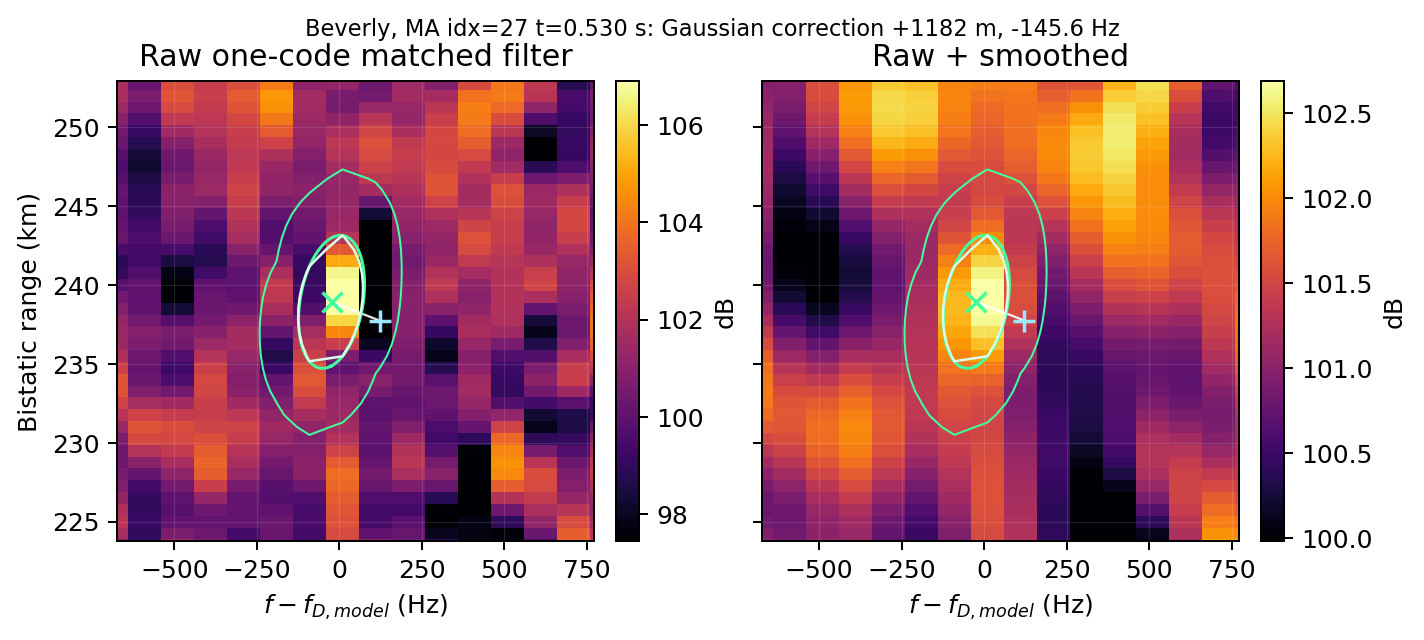 Beverly, MA idx=27 t=0.530 s: Gaussian correction +1182 m, -145.6 Hz
Raw one-code matched filter
Raw + smoothed
Bistatic range (km)
250
245
240
235
230
225
−500 −250 0 250 500 750
f − f_{D, model} (Hz)
106
104
102
100
98
dB
−500 −250 0 250 500 750
f − f_{D, model} (Hz)
102.5
102.0
101.5
101.0
100.5
100.0
dB